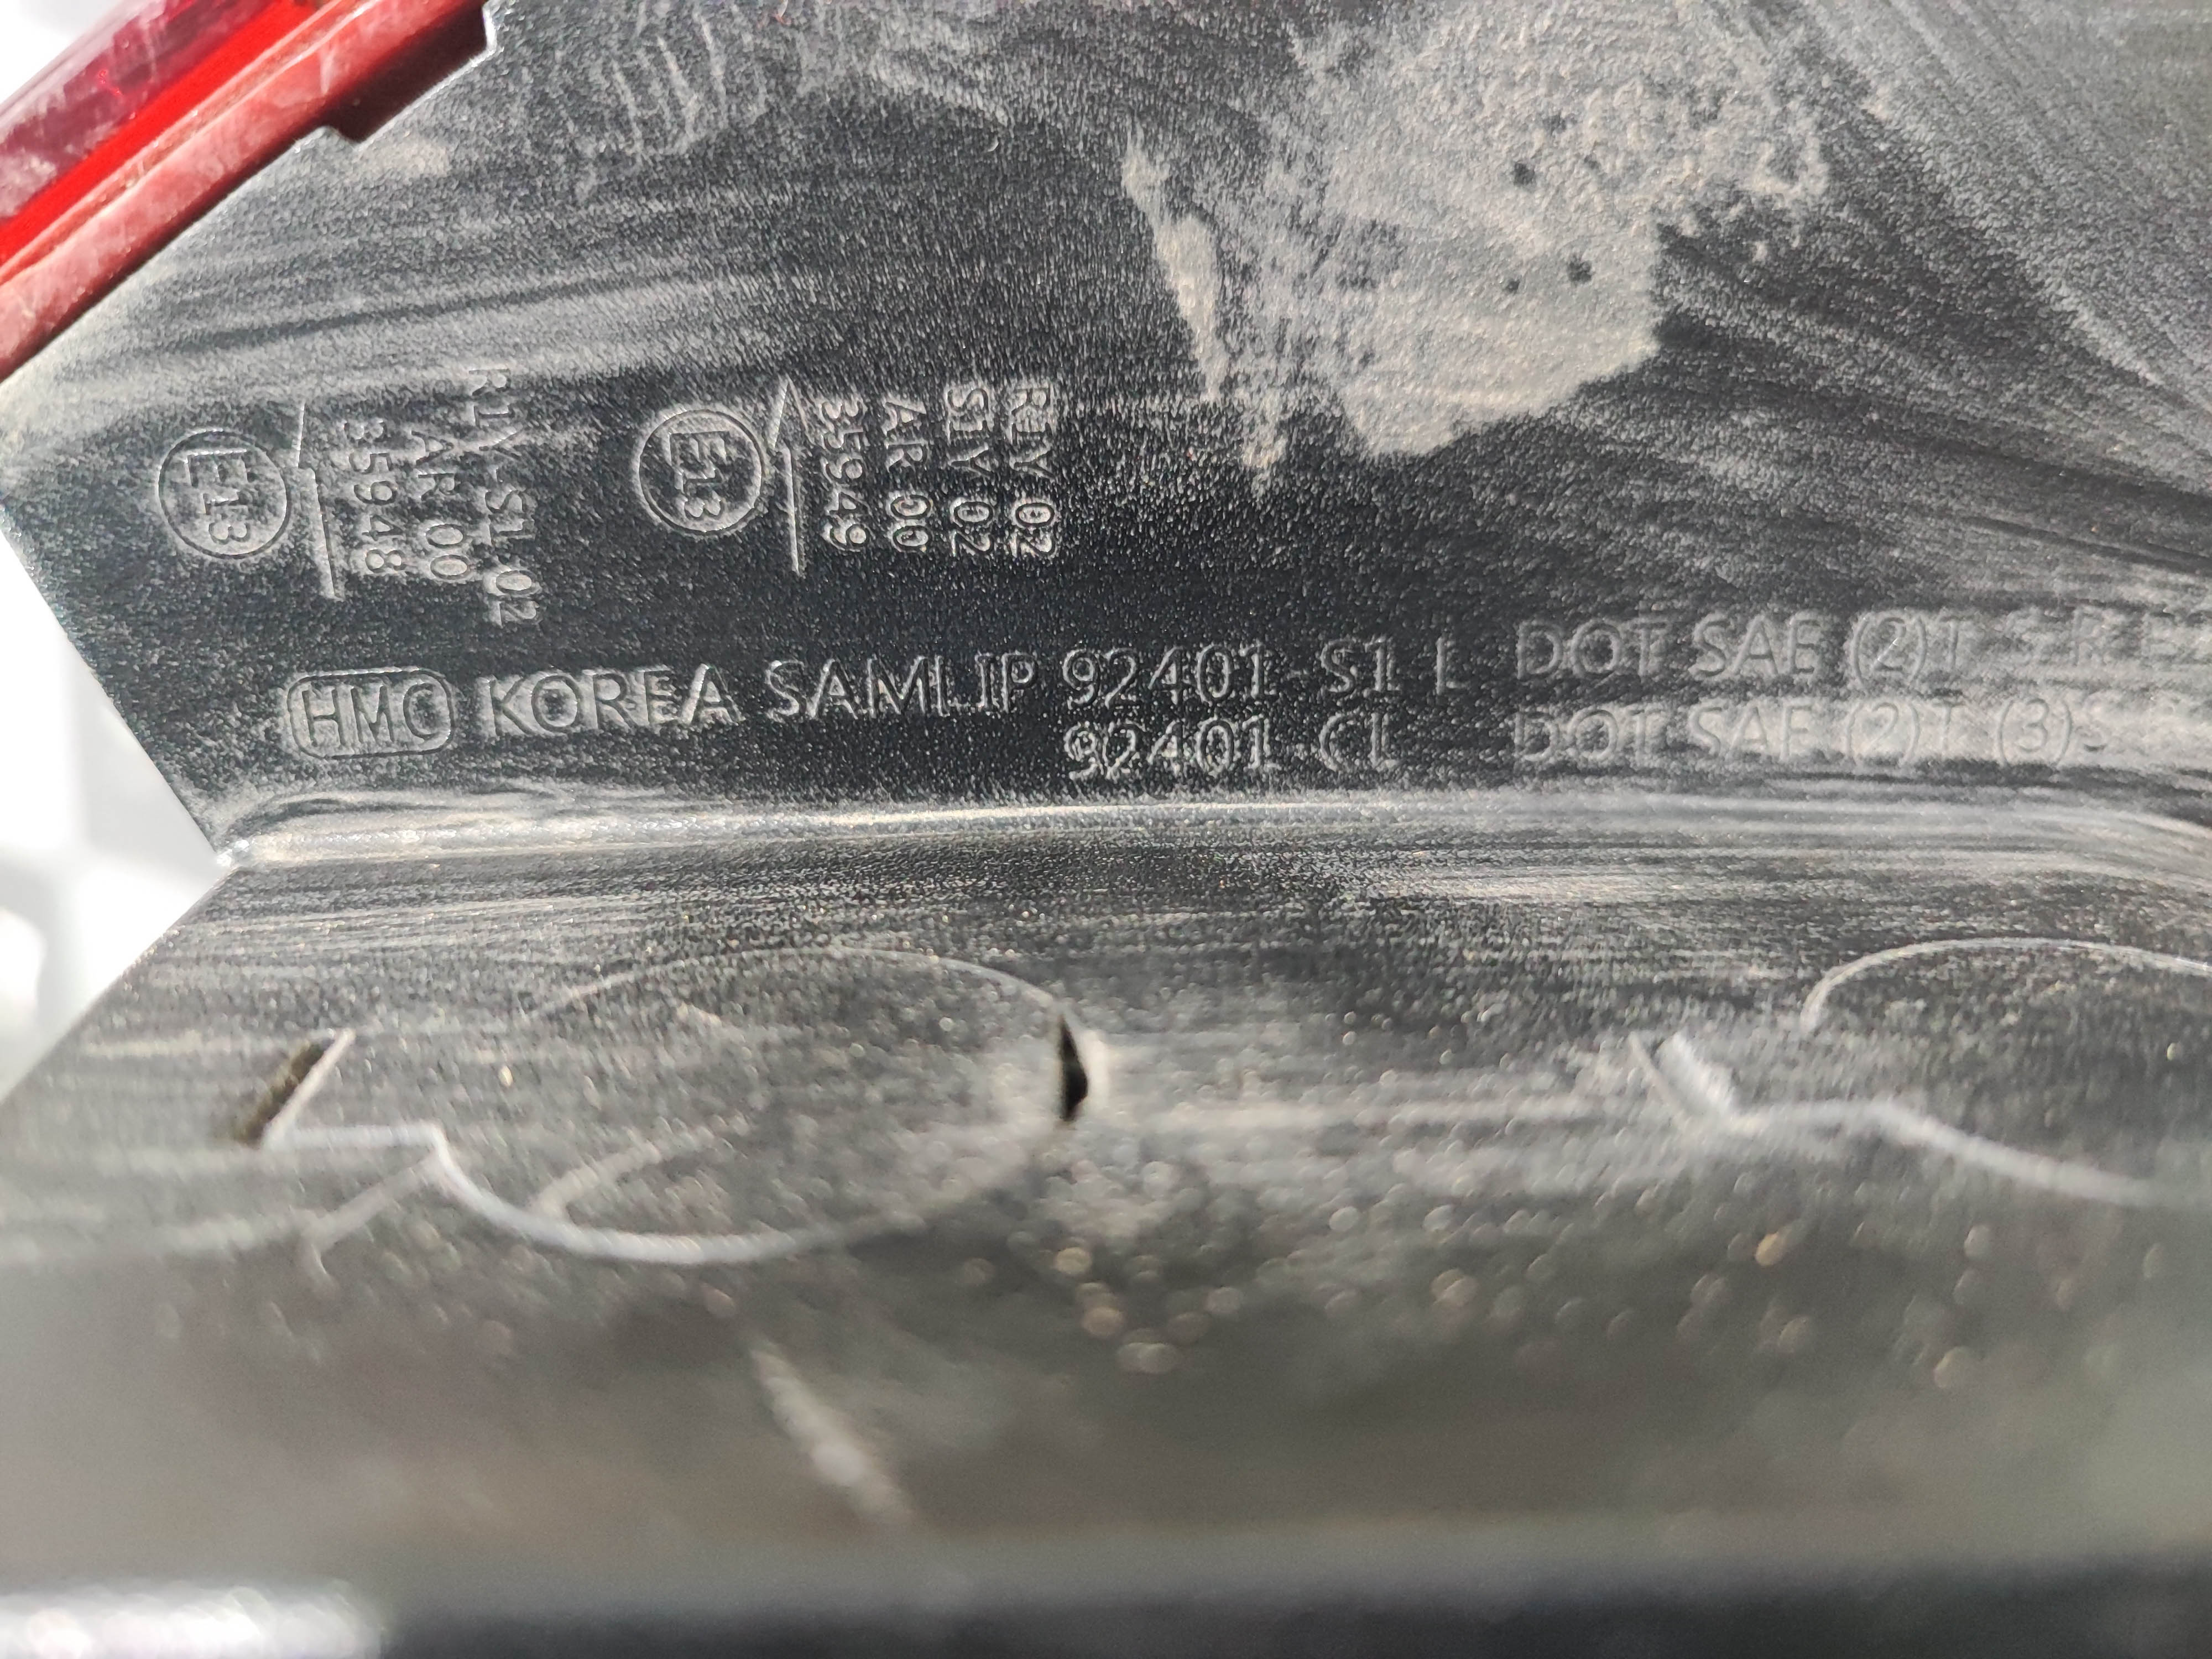 E13
35948
AR 00
R1Y-S1 02
E13
35949
AR 00
S1Y 02
R1Y 02
HMC KOREA SAMLIP 92401-S1 L DOT SAE (2)T S R
92401-CL DOT SAE (2)T (3)S